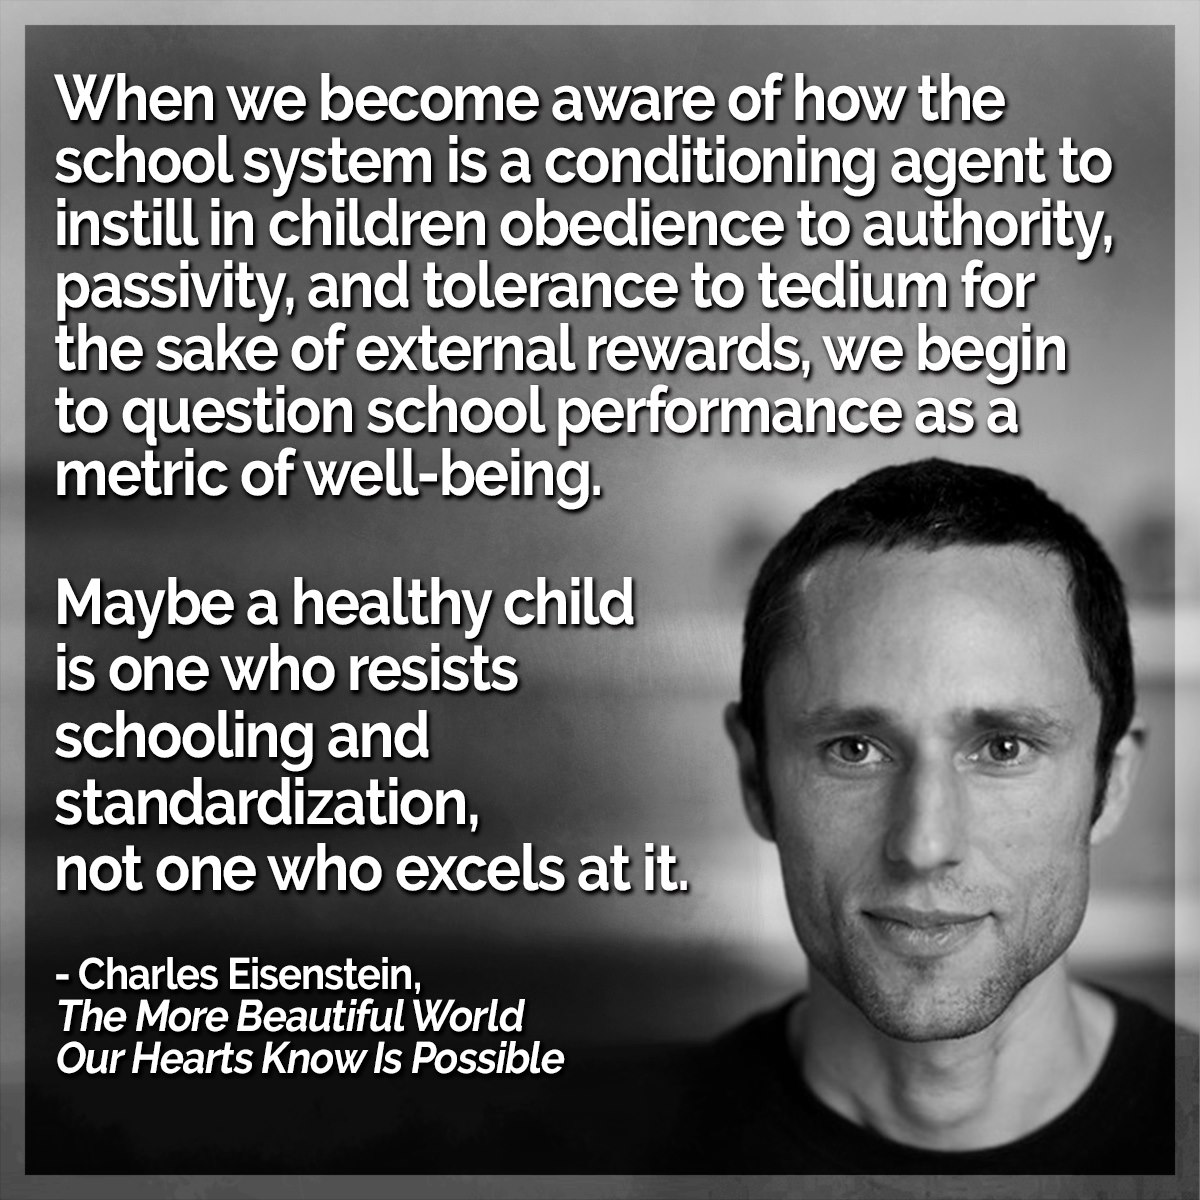 When we become aware of how the
school system is a conditioning agent to
instill in children obedience to authority,
passivity, and tolerance to tedium for
the sake of external rewards, we begin
to question school performance as a
metric of well-being.
Maybe a healthy child
is one who resists
schooling and
standardization,
not one who excels at it.
- Charles Eisenstein,
The More Beautiful World
Our Hearts Know Is Possible